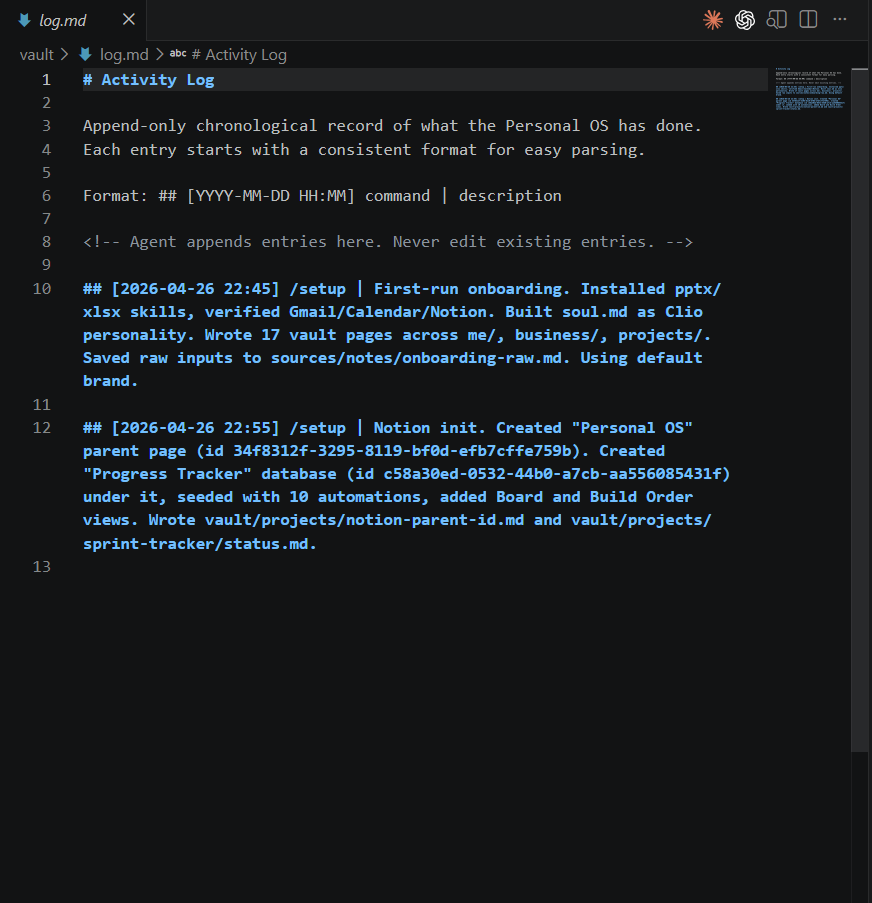 log.md
vault > log.md > abc # Activity Log
1 # Activity Log
2
3 Append-only chronological record of what the Personal OS has done.
4 Each entry starts with a consistent format for easy parsing.
5
6 Format: ## [YYYY-MM-DD HH:MM] command | description
7
8 <!-- Agent appends entries here. Never edit existing entries. -->
9
10 ## [2026-04-26 22:45] /setup | First-run onboarding. Installed pptx/
xlsx skills, verified Gmail/Calendar/Notion. Built soul.md as Clio
personality. Wrote 17 vault pages across me/, business/, projects/.
Saved raw inputs to sources/notes/onboarding-raw.md. Using default
brand.
11
12 ## [2026-04-26 22:55] /setup | Notion init. Created "Personal OS"
parent page (id 34f8312f-3295-8119-bf0d-efb7cffe759b). Created
"Progress Tracker" database (id c58a30ed-0532-44b0-a7cb-aa556085431f)
under it, seeded with 10 automations, added Board and Build Order
views. Wrote vault/projects/notion-parent-id.md and vault/projects/
sprint-tracker/status.md.
13